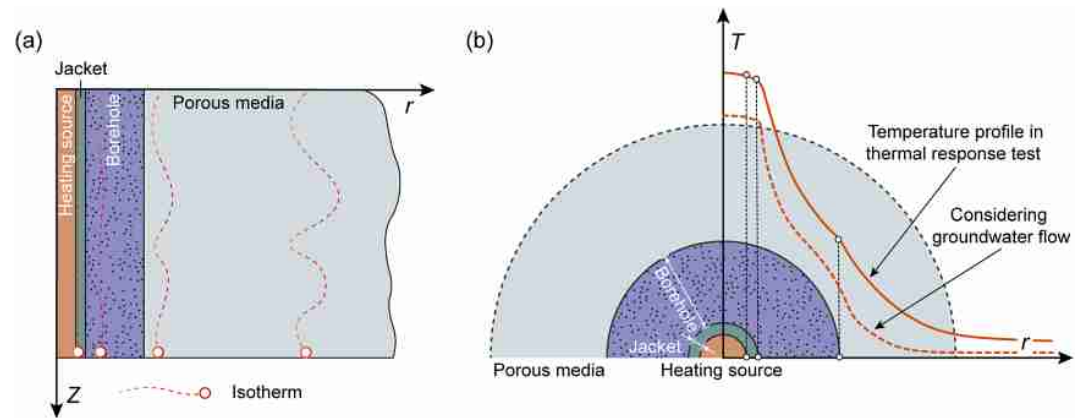 (a)
Jacket
r
Heating source
Borehole
Porous media
Z
Isotherm
(b)
T
Temperature profile in
thermal response test
Considering
groundwater flow
r
Borehole
Jacket
Porous media
Heating source